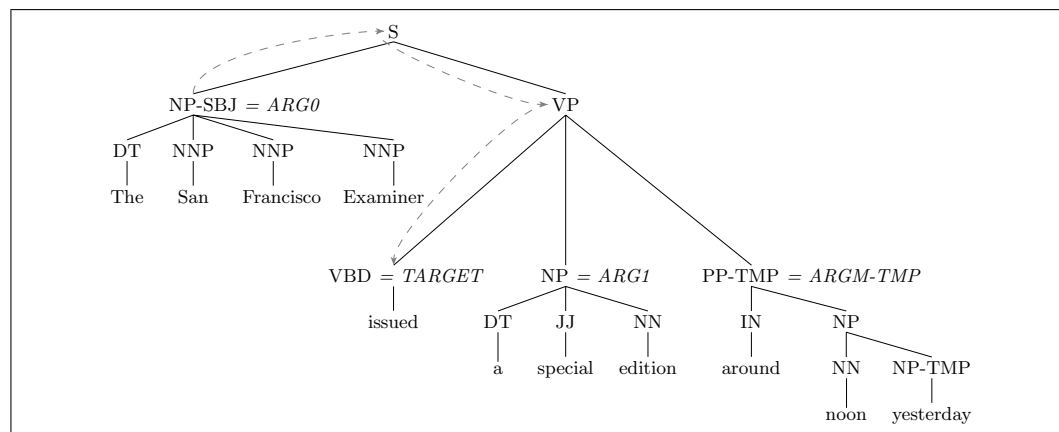 S
NP-SBJ = ARG0 VP
DT NNP NNP NNP
The San Francisco Examiner
VBD = TARGET NP = ARG1 PP-TMP = ARGM-TMP
issued DT JJ NN IN NP
a special edition around NN NP-TMP
noon yesterday